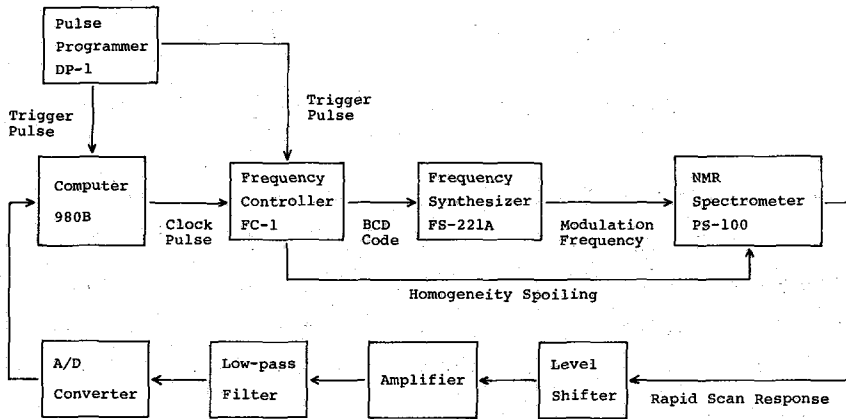 Pulse
Programmer
DP-1
Trigger
Pulse
Trigger
Pulse
Computer
980B
Clock
Pulse
Frequency
Controller
FC-1
BCD
Code
Frequency
Synthesizer
FS-221A
Modulation
Frequency
NMR
Spectrometer
PS-100
Homogeneity Spoiling
A/D
Converter
Low-pass
Filter
Amplifier
Level
Shifter
Rapid Scan Response